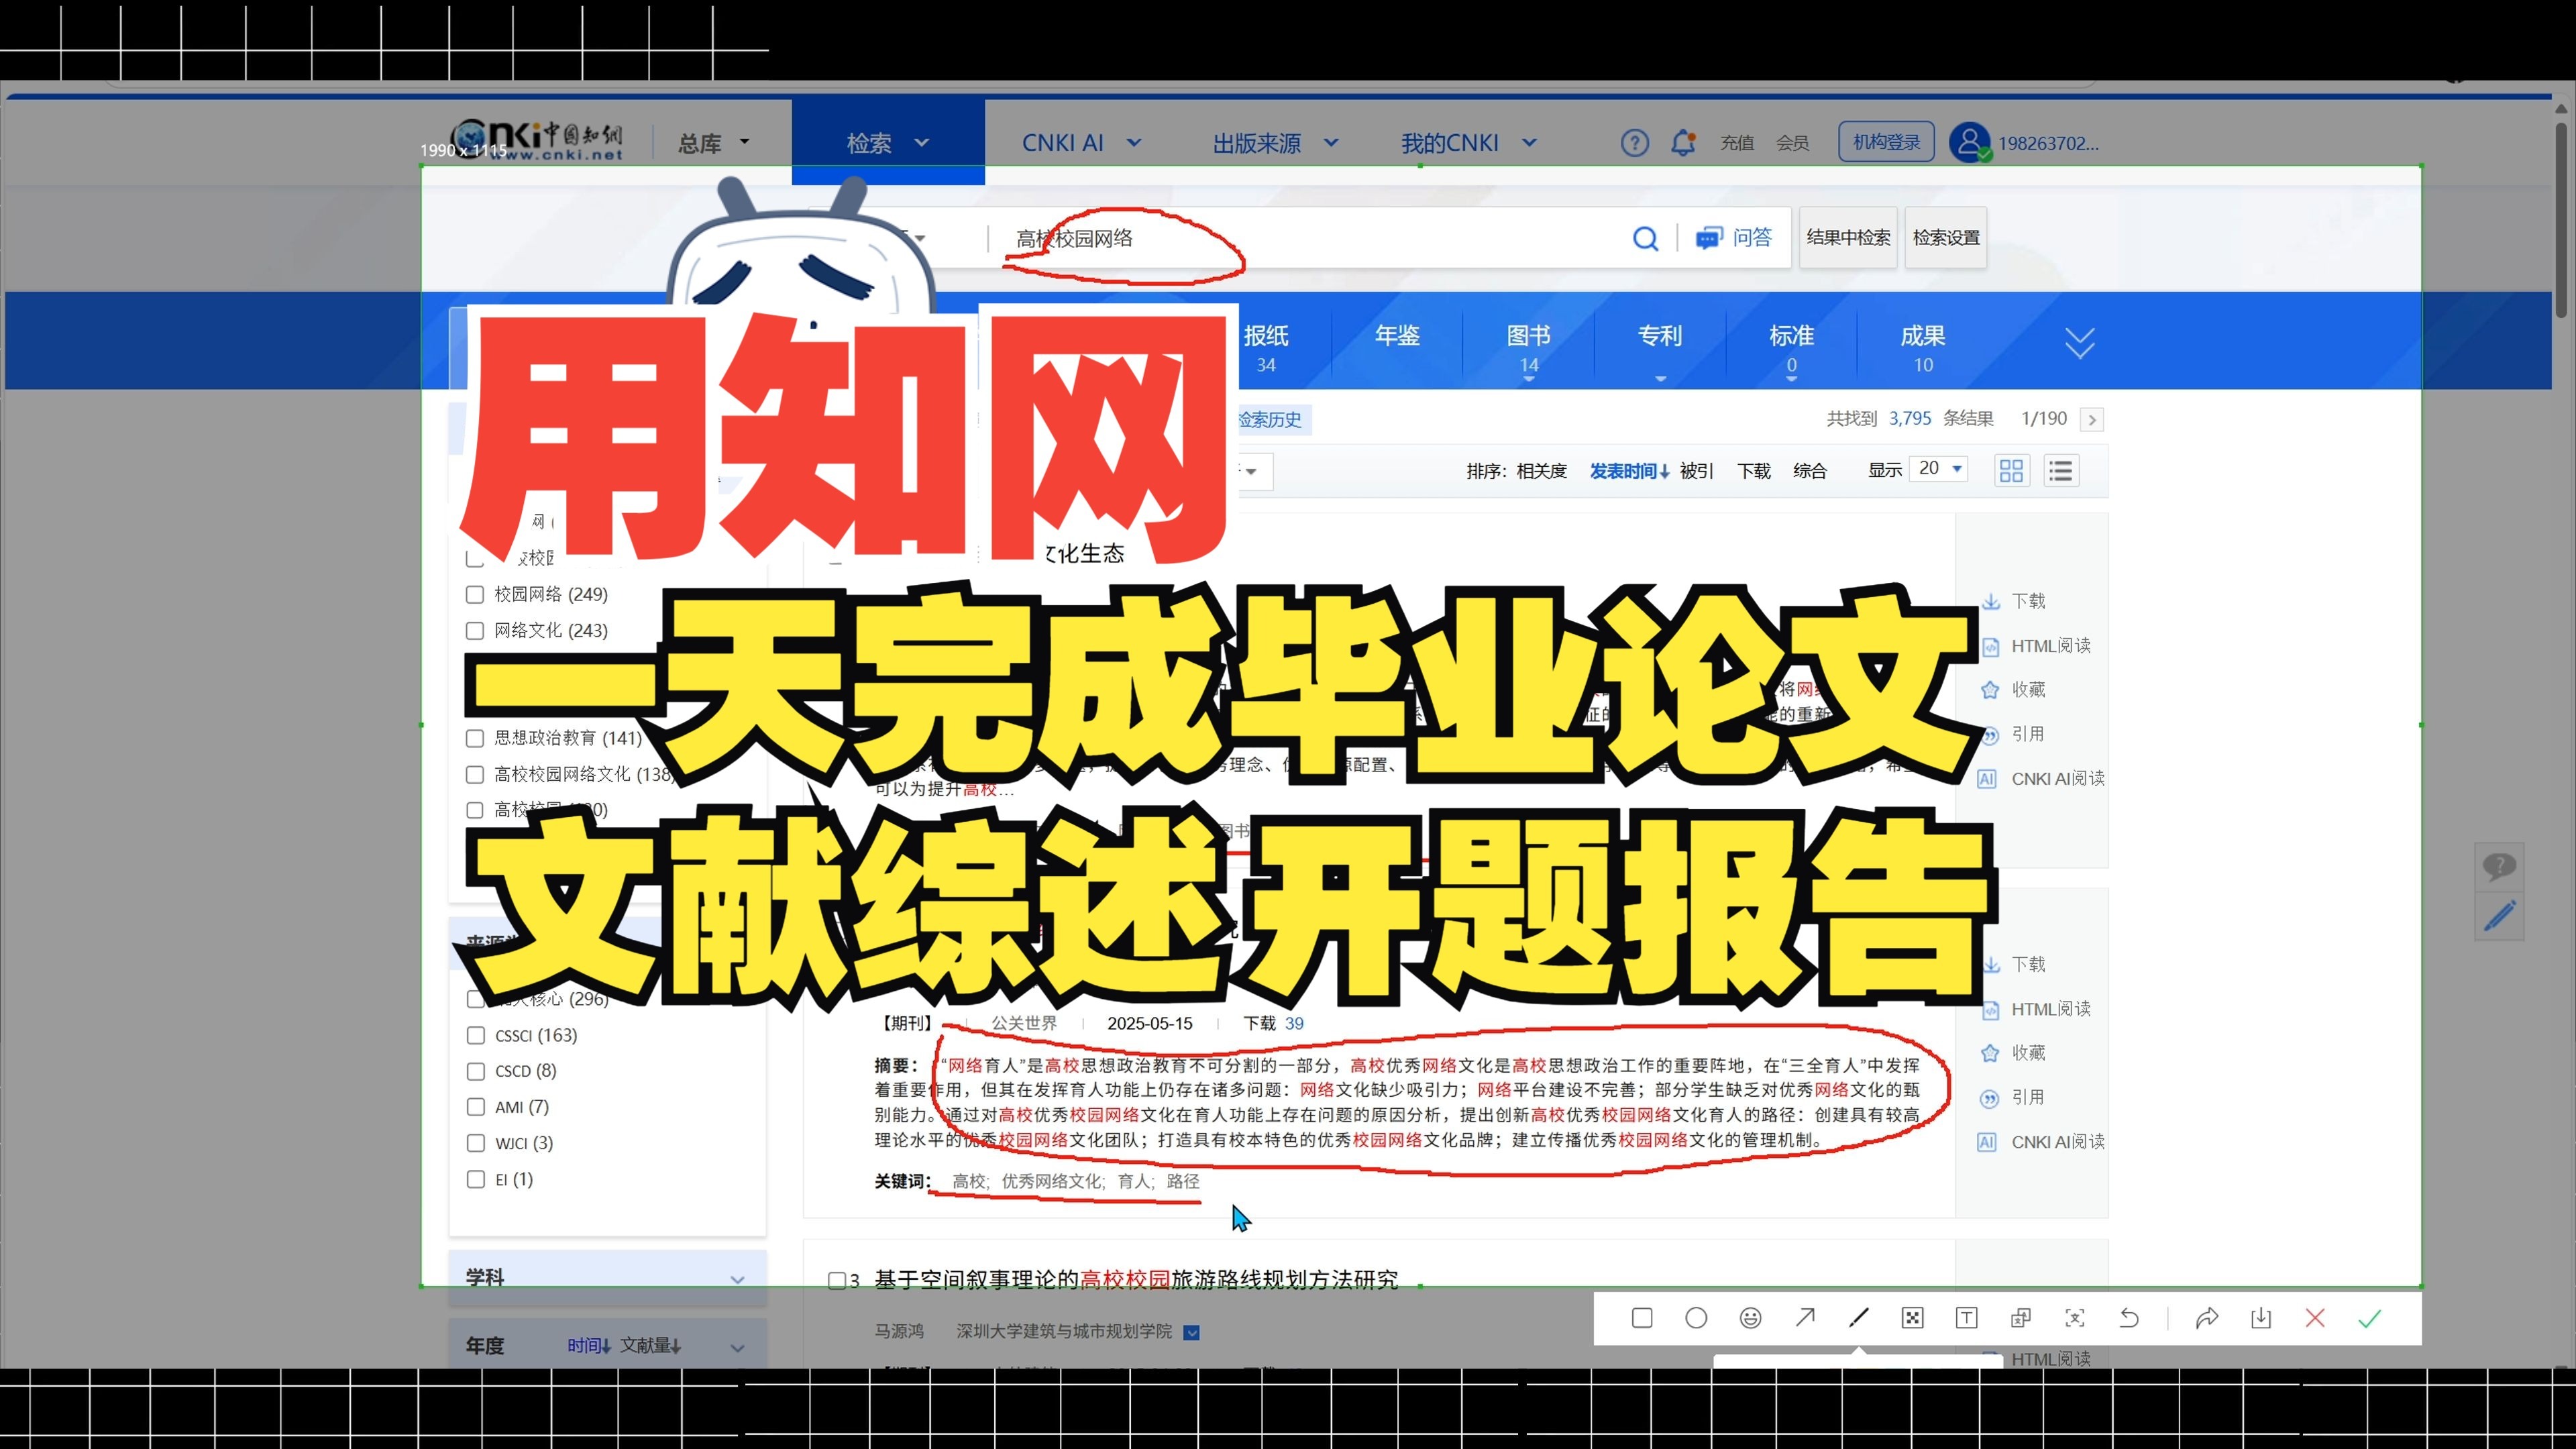 CNKI中国知网
www.cnki.net
总库
检索
CNKI AI
出版来源
我的CNKI
充值
会员
机构登录
198263702...
1990 x 1115
高校校园网络
问答
结果中检索
检索设置
用知网
报纸
34
年鉴
图书
14
专利
标准
0
成果
10
检索历史
共找到 3,795 条结果 1/190
排序：相关度 发表时间↓ 被引 下载 综合 显示 20
文化生态
校园网络 (249)
网络文化 (243)
思想政治教育 (141)
高校校园网络文化 (138)
一天完成毕业论文
文献综述 开题报告
下载
HTML阅读
收藏
引用
CNKI AI阅读
可以为提升高校...
北大核心 (296)
CSSCI (163)
CSCD (8)
AMI (7)
WJCI (3)
EI (1)
【期刊】 公关世界 2025-05-15 下载 39
摘要：“网络育人”是高校思想政治教育不可分割的一部分，高校优秀网络文化是高校思想政治工作的重要阵地，在“三全育人”中发挥
着重要作用，但其在发挥育人功能上仍存在诸多问题：网络文化缺少吸引力；网络平台建设不完善；部分学生缺乏对优秀网络文化的甄
别能力。通过对高校优秀校园网络文化在育人功能上存在问题的原因分析，提出创新高校优秀校园网络文化育人的路径：创建具有较高
理论水平的优秀校园网络文化团队；打造具有校本特色的优秀校园网络文化品牌；建立传播优秀校园网络文化的管理机制。
关键词：高校；优秀网络文化；育人；路径
下载
HTML阅读
收藏
引用
CNKI AI阅读
学科
年度 时间↓ 文献量↓
3 基于空间叙事理论的高校校园旅游路线规划方法研究
马源鸿 深圳大学建筑与城市规划学院
HTML阅读